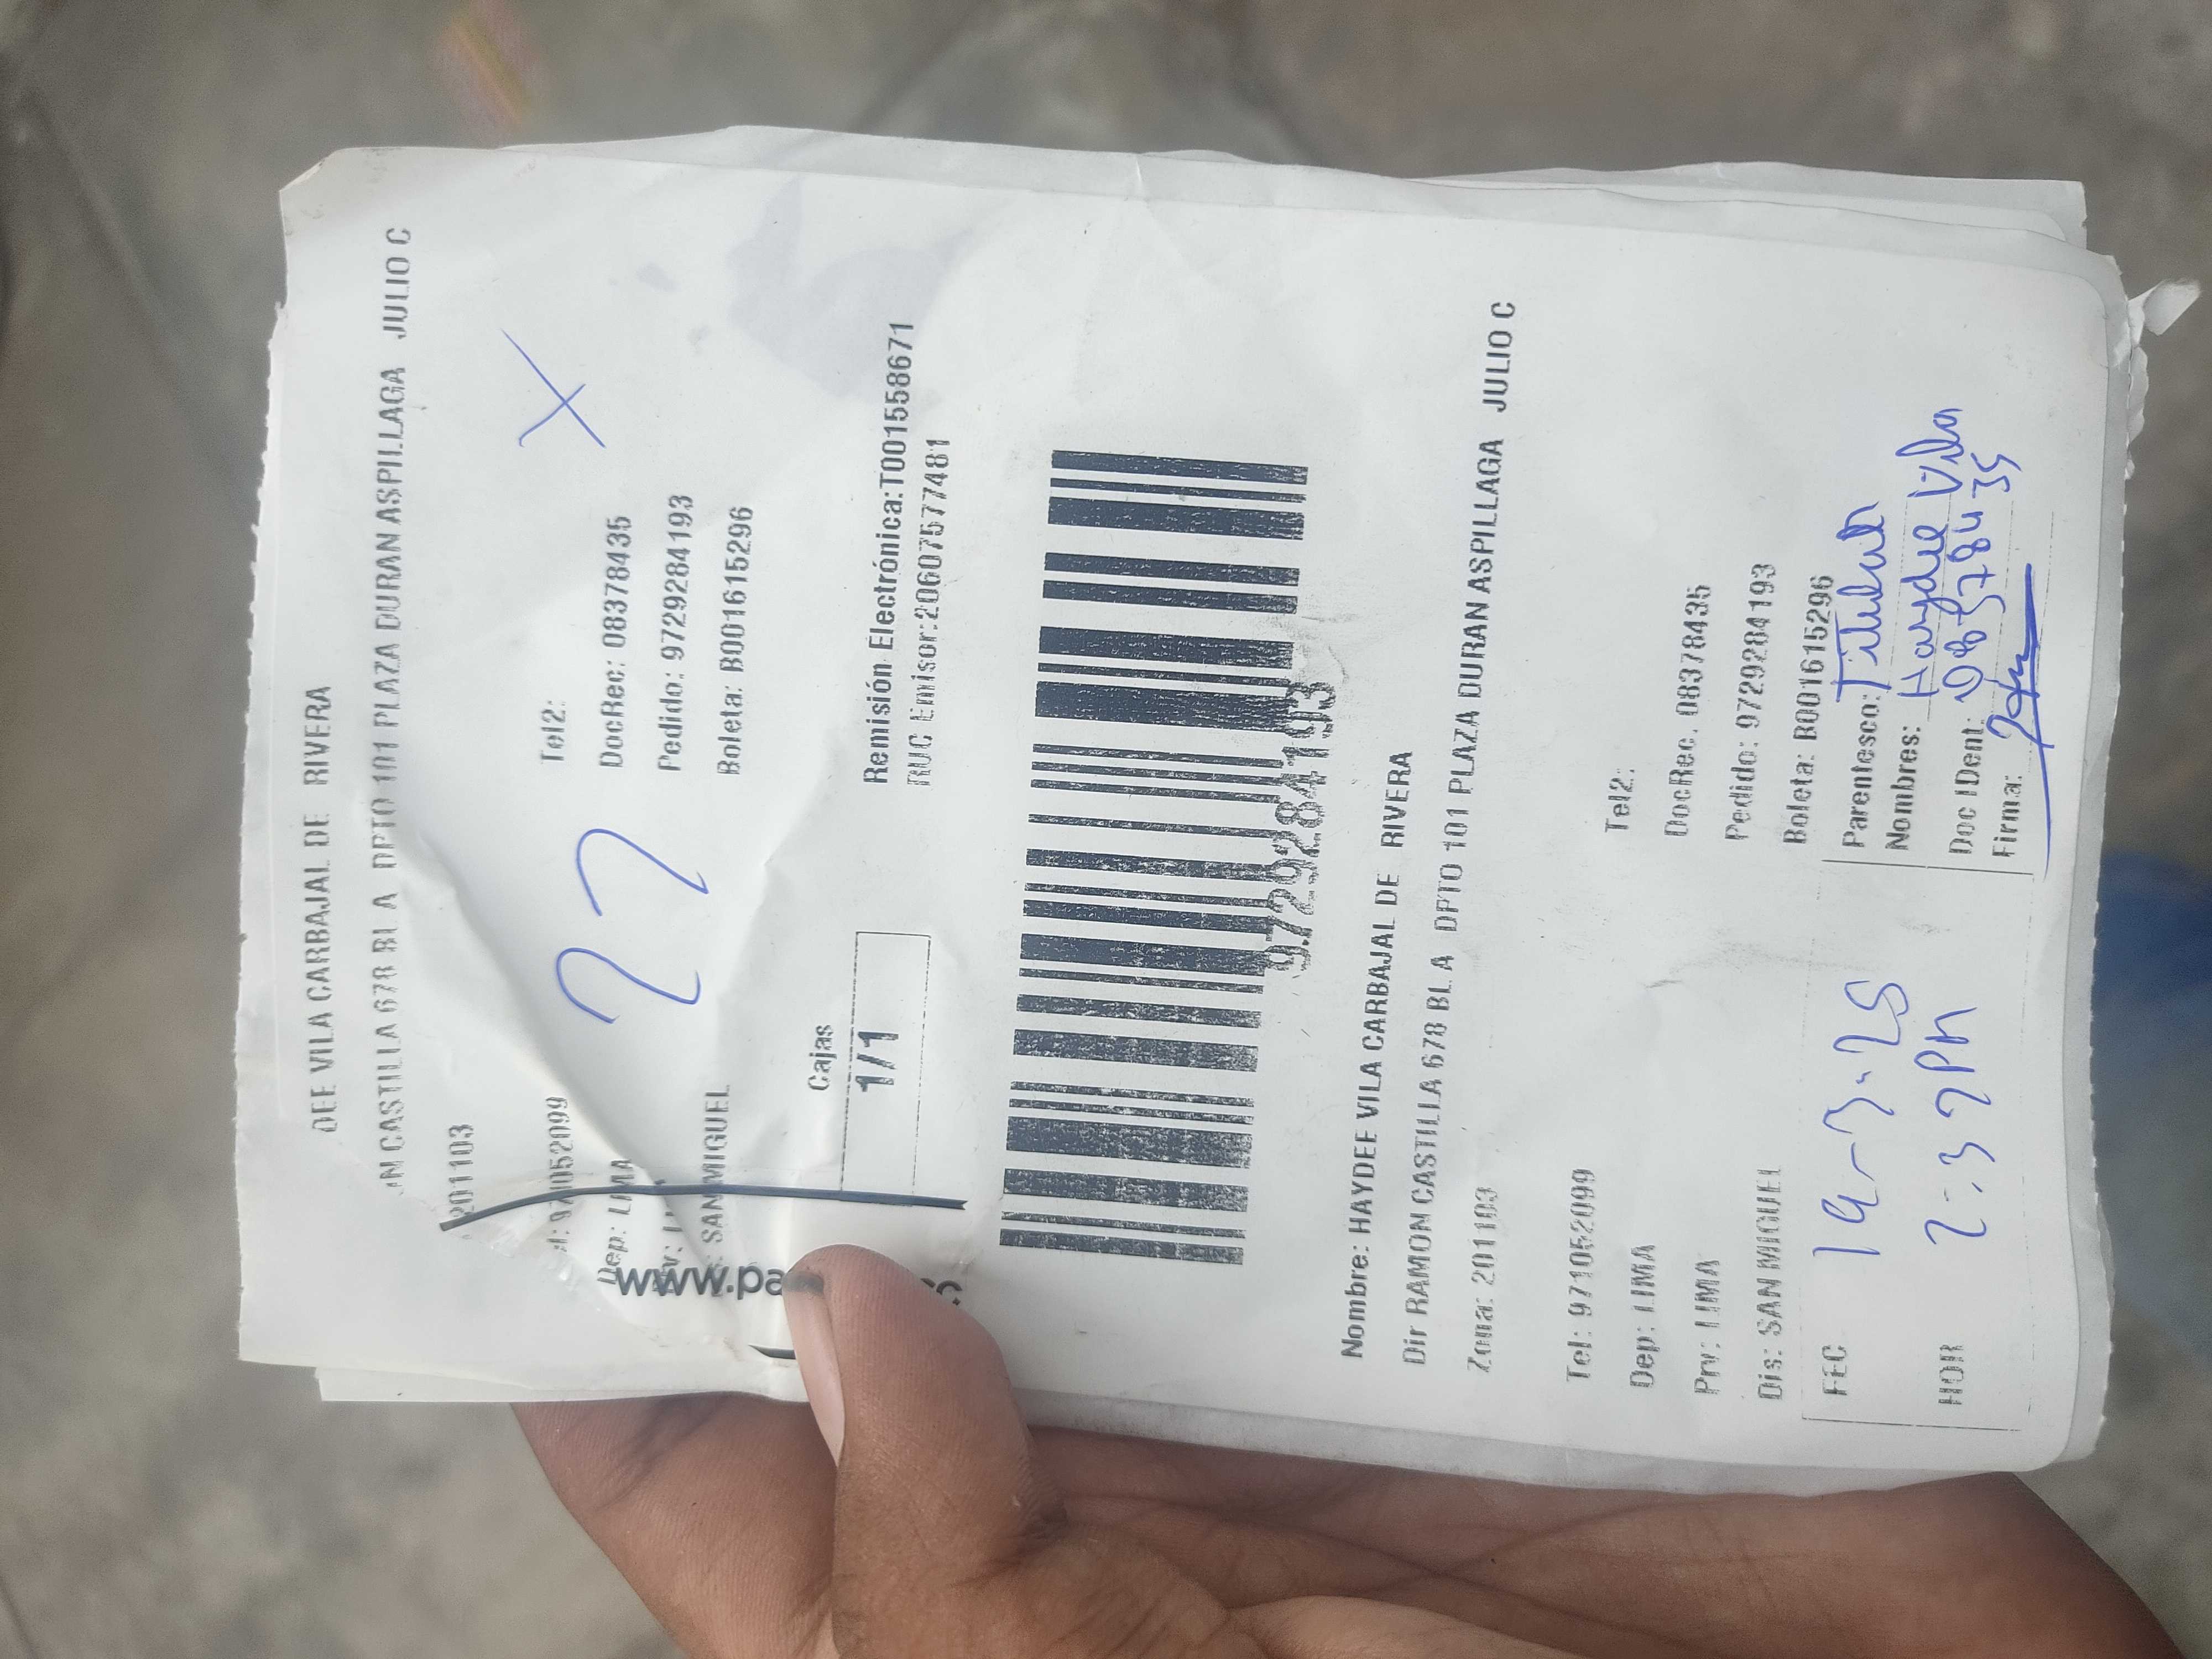 DEE VILA CARBAJAL DE RIVERA
N CASTILLA 678 BL A DPTO 101 PLAZA DURAN ASPILLAGA JULIO C
201103
Tel2:
DocRec: 08378435
Dep: LIMA
Pedido: 9729284193
SAN MIGUEL
Boleta: B001615296
www.pa
Cajas
1/1
Remisión Electrónica:T001558671
RUC Emisor:20607577481
9729284193
Nombre: HAYDEE VILA CARBAJAL DE RIVERA
Dir RAMON CASTILLA 678 BL A DPTO 101 PLAZA DURAN ASPILLAGA JULIO C
Zona: 201103
Tel: 971052099 Tel2:
Dep: LIMA DocRec. 08378435
Prv: LIMA Pedido: 9729284193
Dis: SAN MIGUEL Boleta: B001615296
FEC 19-3-25
HOR 2:37PM
Parentesco: Titular
Nombres: Haydee Vila
Doc IDent: 08378435
Firma: